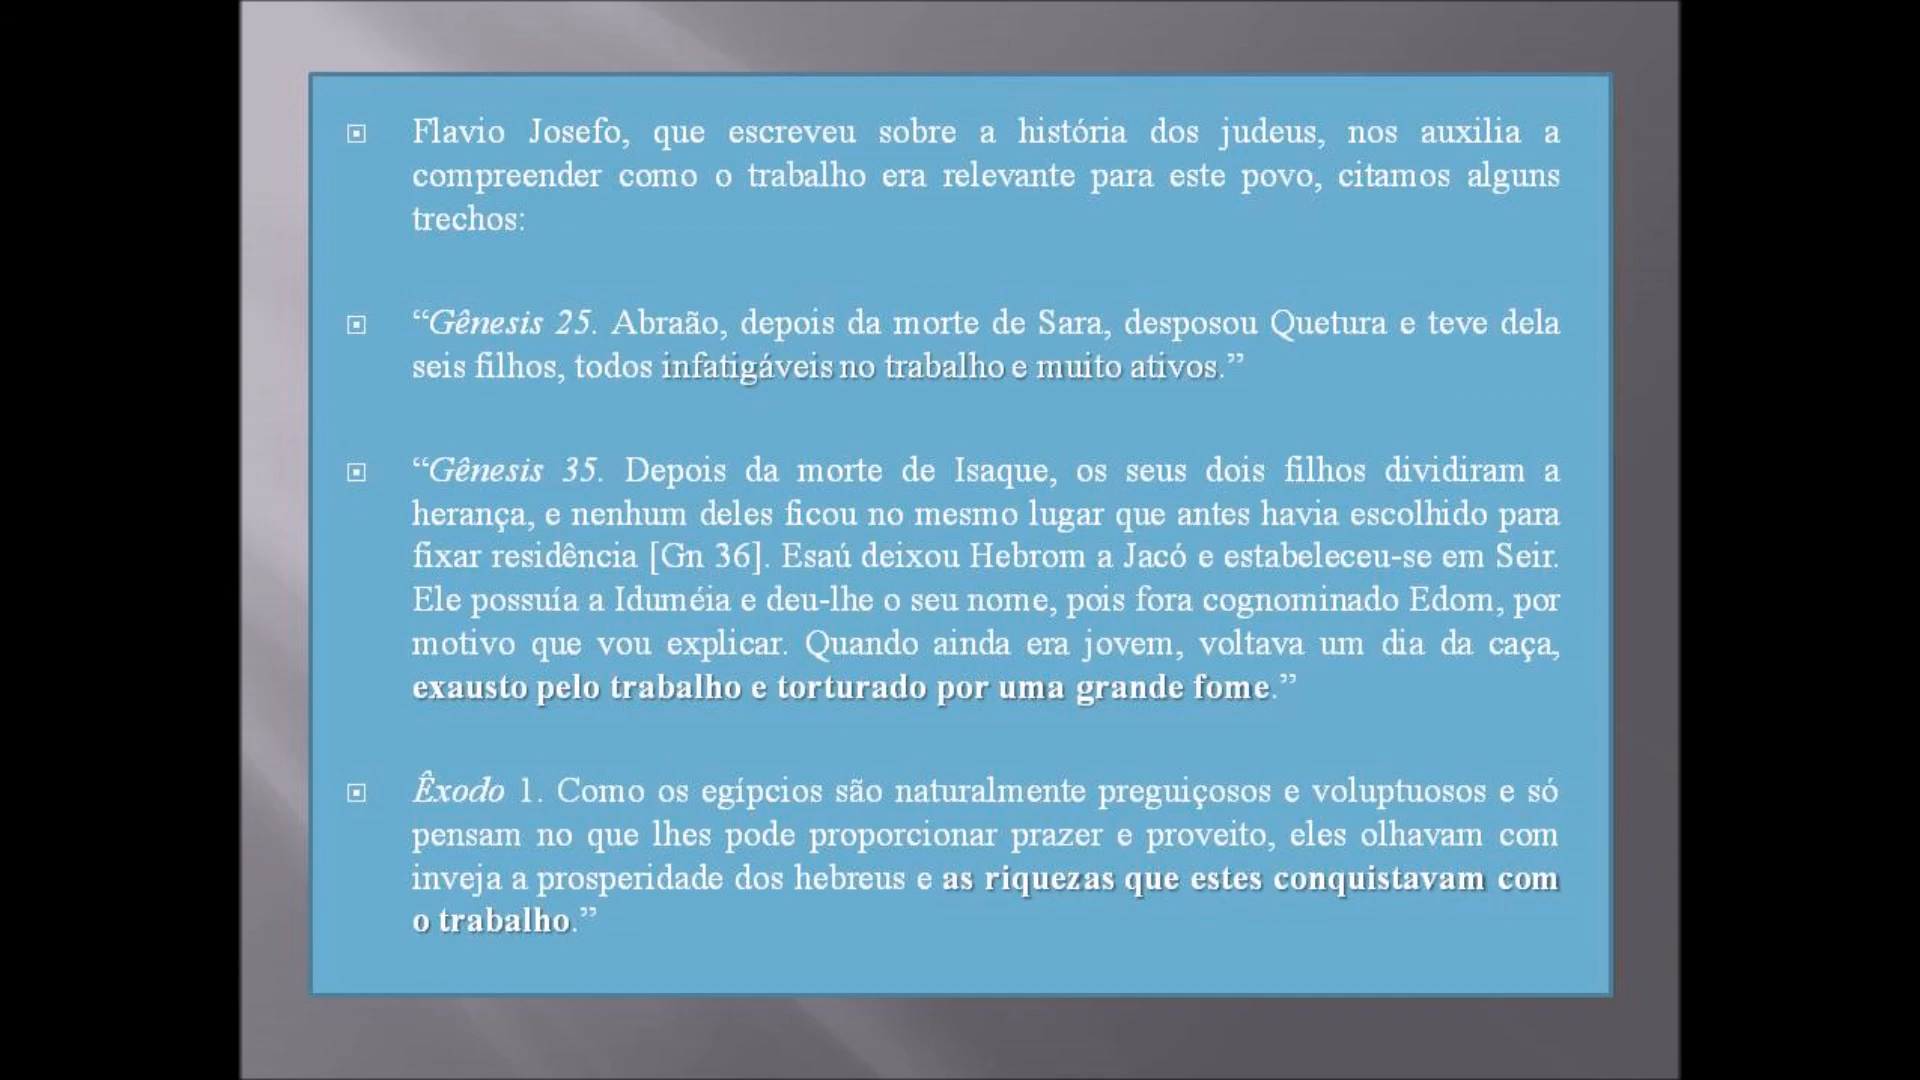 Flavio Josefo, que escreveu sobre a história dos judeus, nos auxilia a
compreender como o trabalho era relevante para este povo, citamos alguns
trechos:
“Gênesis 25. Abraão, depois da morte de Sara, desposou Quetura e teve dela
seis filhos, todos infatigáveis no trabalho e muito ativos.”
“Gênesis 35. Depois da morte de Isaque, os seus dois filhos dividiram a
herança, e nenhum deles ficou no mesmo lugar que antes havia escolhido para
fixar residência [Gn 36]. Esaú deixou Hebrom a Jacó e estabeleceu-se em Seir.
Ele possuía a Iduméia e deu-lhe o seu nome, pois fora cognominado Edom, por
motivo que vou explicar. Quando ainda era jovem, voltava um dia da caça,
exausto pelo trabalho e torturado por uma grande fome.”
Êxodo 1. Como os egípcios são naturalmente preguiçosos e voluptuosos e só
pensam no que lhes pode proporcionar prazer e proveito, eles olhavam com
inveja a prosperidade dos hebreus e as riquezas que estes conquistavam com
o trabalho.”